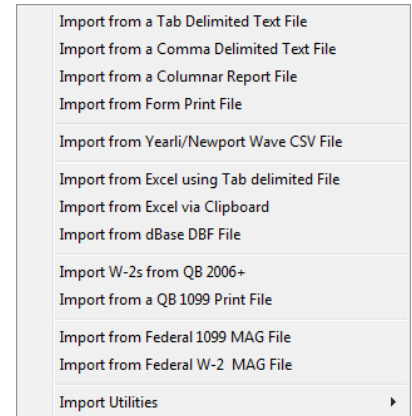 Import from a Tab Delimited Text File
Import from a Comma Delimited Text File
Import from a Columnar Report File
Import from Form Print File
Import from Yearli/Newport Wave CSV File
Import from Excel using Tab delimited File
Import from Excel via Clipboard
Import from dBase DBF File
Import W-2s from QB 2006+
Import from a QB 1099 Print File
Import from Federal 1099 MAG File
Import from Federal W-2  MAG File
Import Utilities